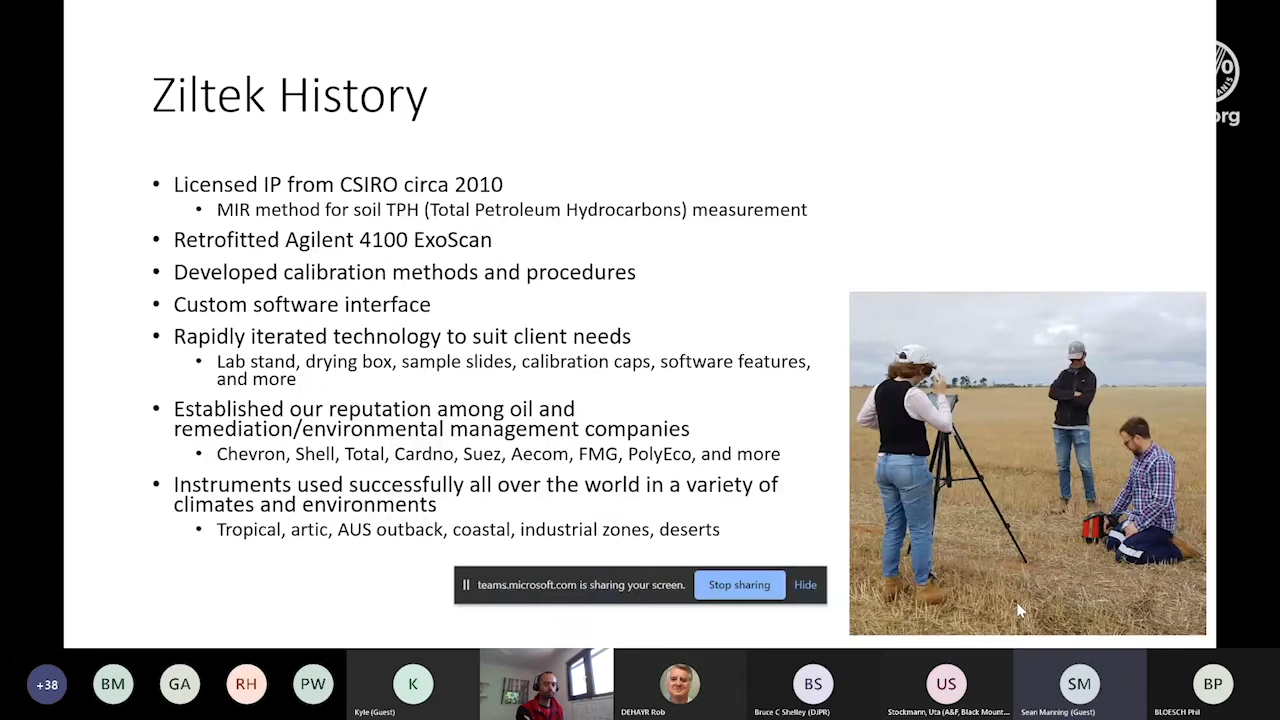 Ziltek History
• Licensed IP from CSIRO circa 2010
• MIR method for soil TPH (Total Petroleum Hydrocarbons) measurement
• Retrofitted Agilent 4100 ExoScan
• Developed calibration methods and procedures
• Custom software interface
• Rapidly iterated technology to suit client needs
• Lab stand, drying box, sample slides, calibration caps, software features,
and more
• Established our reputation among oil and
remediation/environmental management companies
• Chevron, Shell, Total, Cardno, Suez, Aecom, FMG, PolyEco, and more
• Instruments used successfully all over the world in a variety of
climates and environments
• Tropical, artic, AUS outback, coastal, industrial zones, deserts
teams.microsoft.com is sharing your screen. Stop sharing Hide
+38 BM GA RH PW K BS US SM BP
Kyle (Guest) DEHAYR Rob Bruce C Shelley (DJPR) Stockmann, Uta (A&F, Black Mount... Sean Manning (Guest) BLOESCH Phil